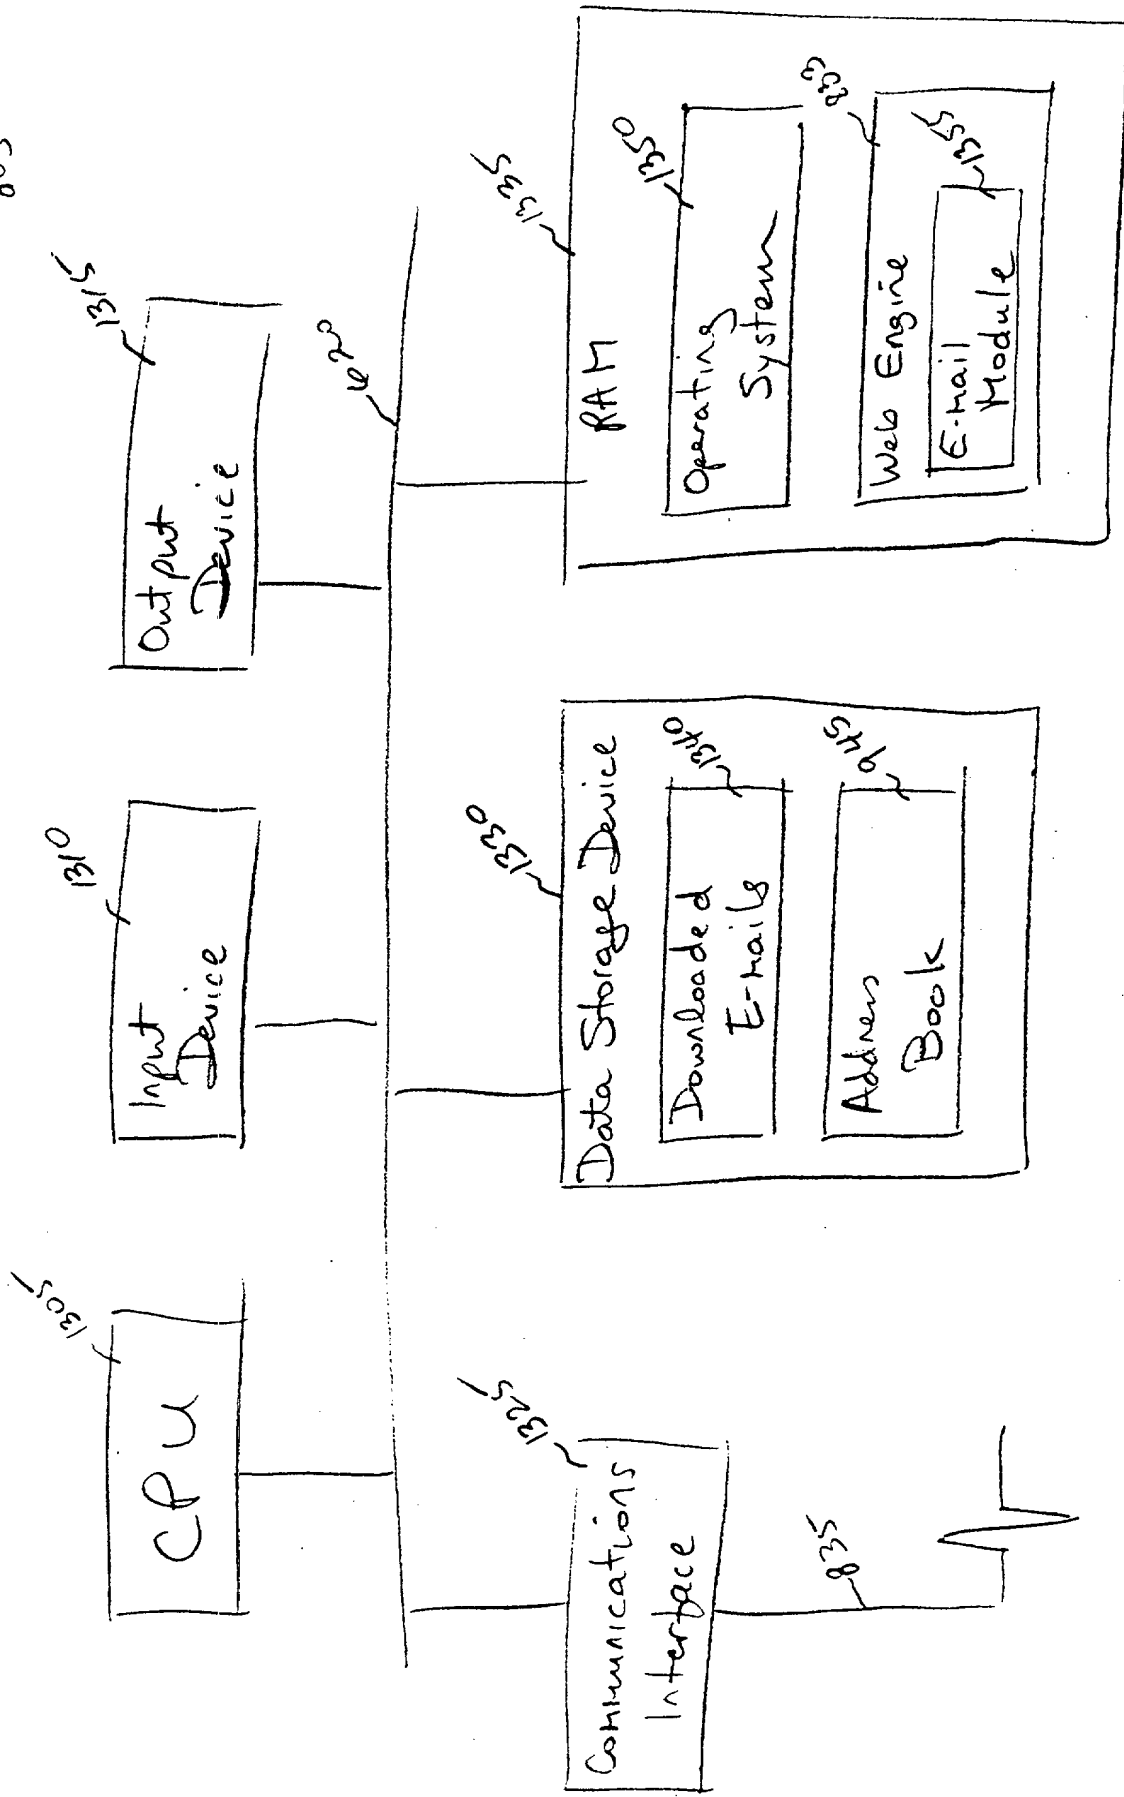 805
CPU
1305
Input
Device
1310
Output
Device
1315
Communications
Interface
1325
835
Data Storage Device
1330
Downloaded
E-mails
1340
Address
Book
945
RAM
1335
Operating
System
1350
Web Engine
833
E-mail
Module
1355